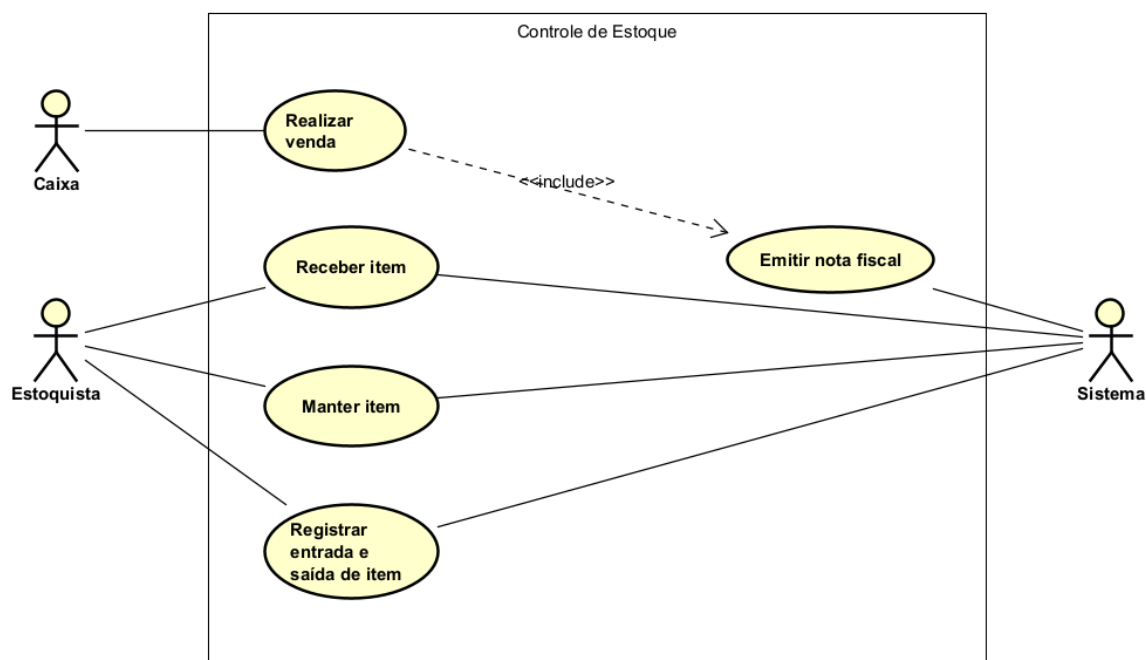 Controle de Estoque
Realizar
venda
Caixa
<<include>>
Receber item
Emitir nota fiscal
Estoquista
Sistema
Manter item
Registrar
entrada e
saída de item